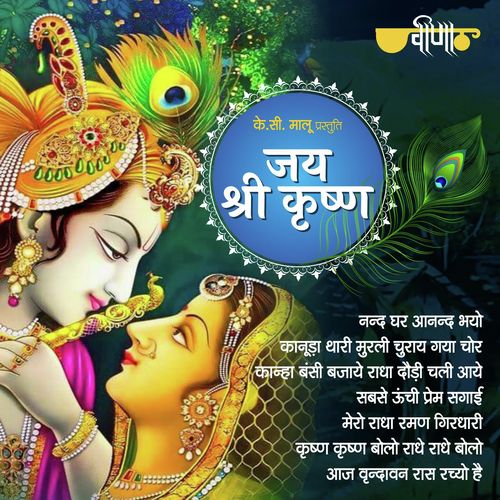 वीणा
के.सी. मालू प्रस्तुति
जय
श्री कृष्ण
नन्द घर आनन्द भयो
कानूड़ा थारी मुरली चुराय गया चोर
कान्हा बंसी बजाये राधा दौड़ी चली आये
सबसे ऊंची प्रेम सगाई
मेरो राधा रमण गिरधारी
कृष्ण कृष्ण बोलो राधे राधे बोलो
आज वृन्दावन रास रच्यो है